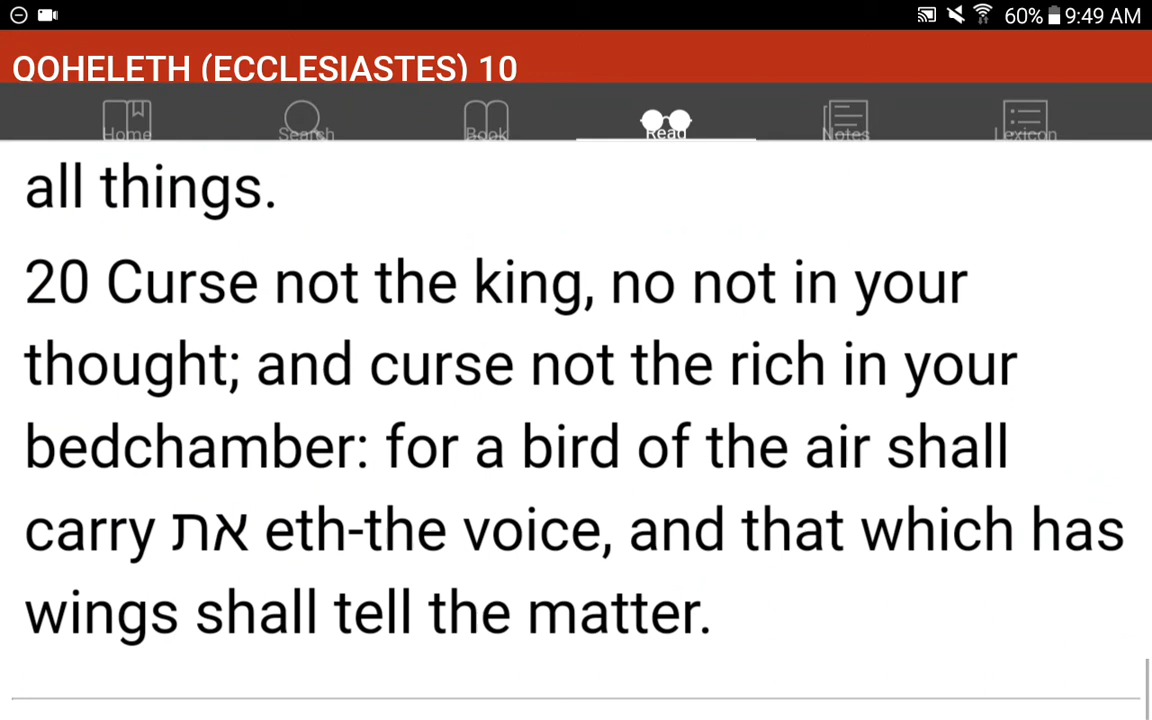 60% 9:49 AM
QOHELETH (ECCLESIASTES) 10
Home Search Book Read Notes Lexicon
all things.
20 Curse not the king, no not in your
thought; and curse not the rich in your
bedchamber: for a bird of the air shall
carry את eth-the voice, and that which has
wings shall tell the matter.